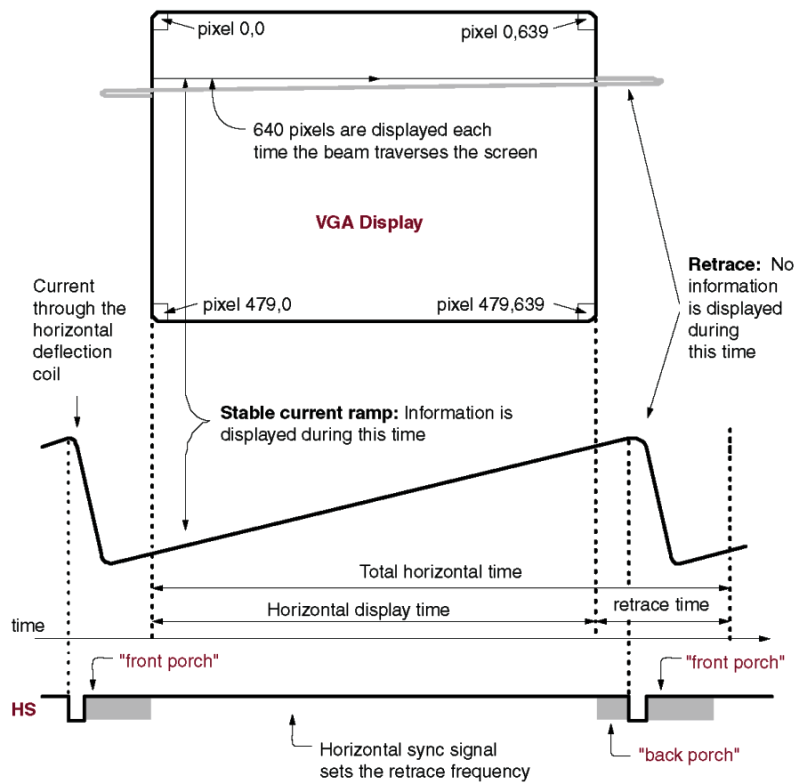 pixel 0,0
pixel 0,639
640 pixels are displayed each
time the beam traverses the screen
VGA Display
Retrace: No
information
is displayed
during
this time
Current
through the
horizontal
deflection
coil
pixel 479,0
pixel 479,639
Stable current ramp: Information is
displayed during this time
Total horizontal time
Horizontal display time
retrace time
time
"front porch"
"front porch"
HS
Horizontal sync signal
sets the retrace frequency
"back porch"